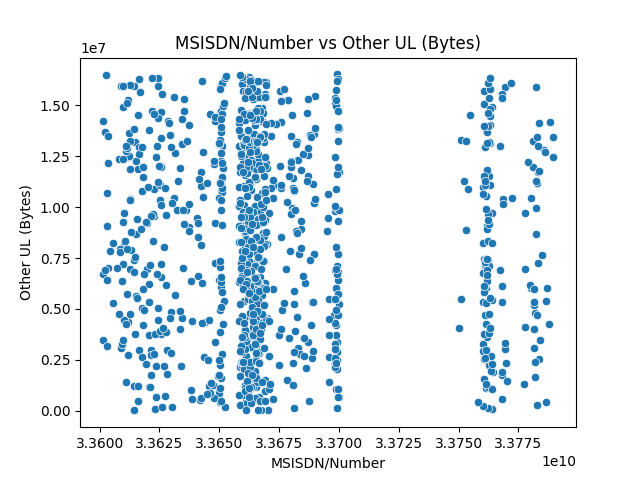 MSISDN/Number vs Other UL (Bytes)
1e7
1.50
1.25
1.00
0.75
0.50
0.25
0.00
Other UL (Bytes)
3.3600 3.3625 3.3650 3.3675 3.3700 3.3725 3.3750 3.3775
MSISDN/Number
1e10